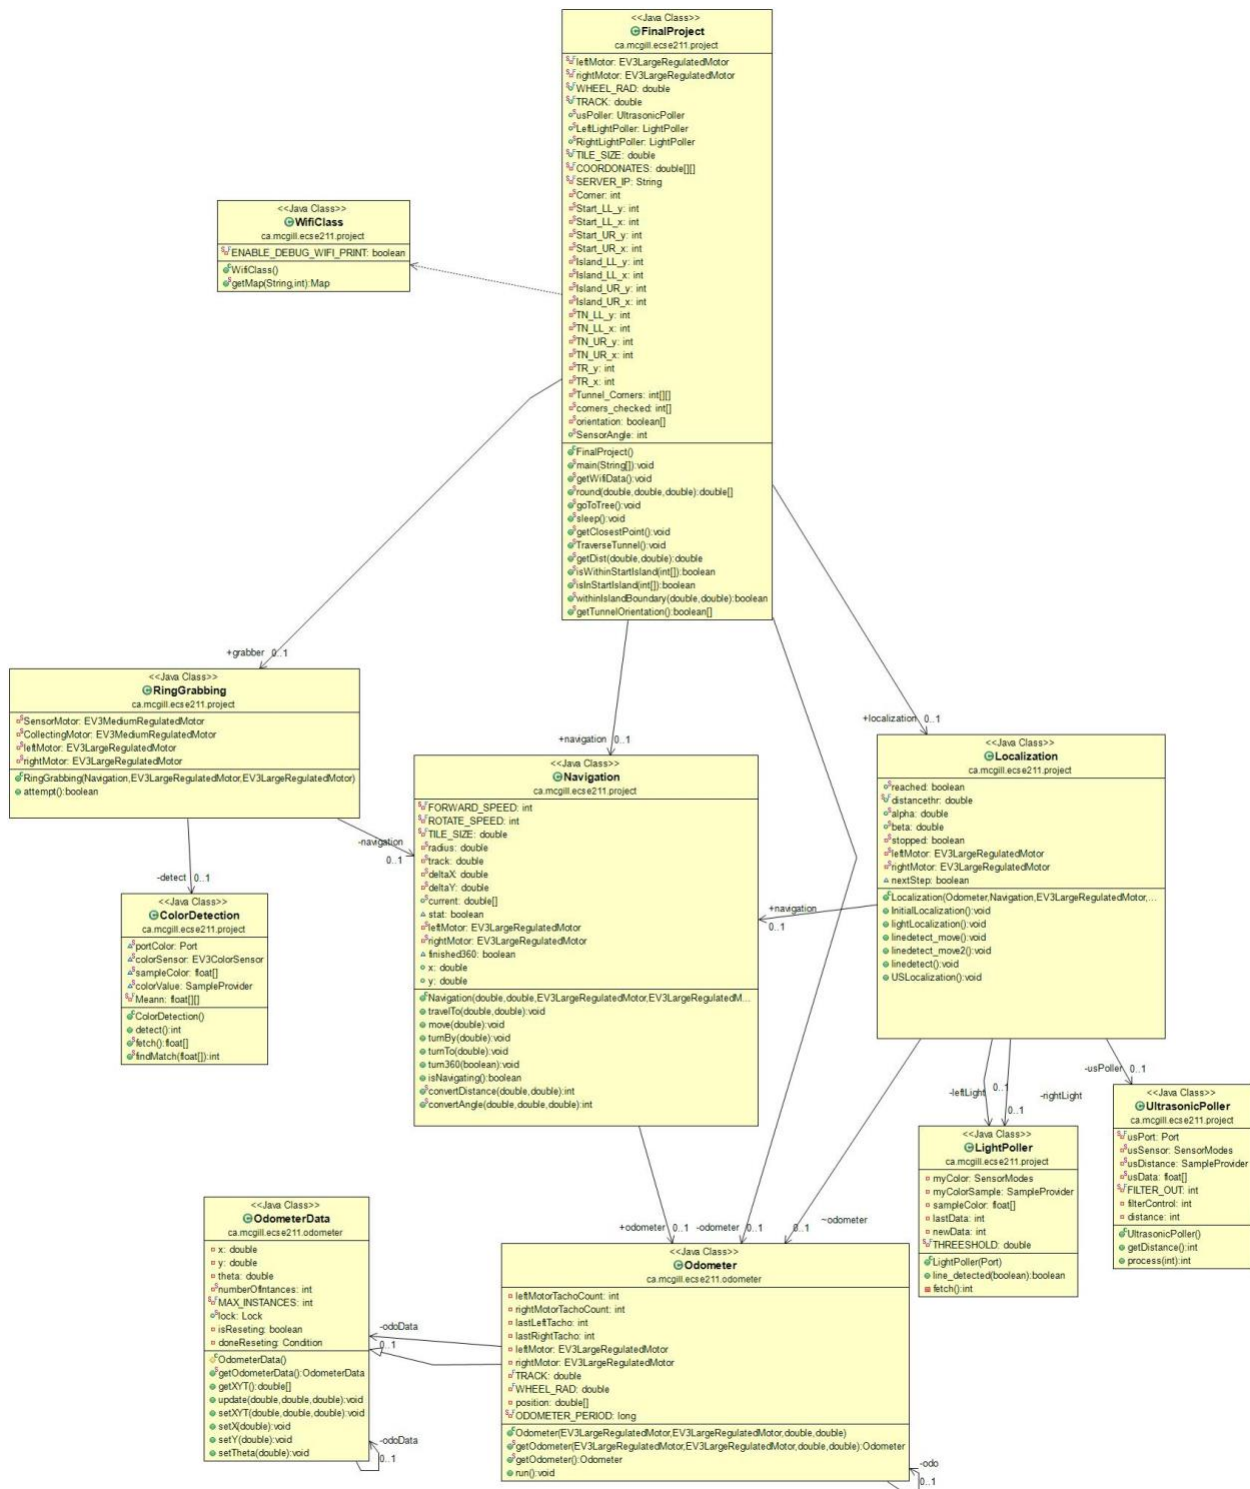 <<Java Class>>
FinalProject
ca.mcgill.ecse211.project
leftMotor: EV3LargeRegulatedMotor
rightMotor: EV3LargeRegulatedMotor
WHEEL_RAD: double
TRACK: double
usPoller: UltrasonicPoller
LeftLightPoller: LightPoller
RightLightPoller: LightPoller
TILE_SIZE: double
COORDONATES: double[][]
SERVER_IP: String
Corner: int
Start_LL_y: int
Start_LL_x: int
Start_UR_y: int
Start_UR_x: int
Island_LL_y: int
Island_LL_x: int
Island_UR_y: int
Island_UR_x: int
TN_LL_y: int
TN_LL_x: int
TN_UR_y: int
TN_UR_x: int
TR_y: int
TR_x: int
Tunnel_Corners: int[][]
corners_checked: int[]
orientation: boolean[]
SensorAngle: int
FinalProject()
main(String[]):void
getWifiData():void
round(double,double,double):double[]
goToTree():void
sleep():void
getClosestPoint():void
TraverseTunnel():void
getDist(double,double):double
isWithinStartIsland(int[]):boolean
isInStartIsland(int[]):boolean
withinIslandBoundary(double,double):boolean
getTunnelOrientation():boolean[]
<<Java Class>>
WifiClass
ca.mcgill.ecse211.project
ENABLE_DEBUG_WIFI_PRINT: boolean
WifiClass()
getMap(String,int):Map
+grabber 0..1
+navigation 0..1
+localization 0..1
<<Java Class>>
RingGrabbing
ca.mcgill.ecse211.project
SensorMotor: EV3MediumRegulatedMotor
CollectingMotor: EV3MediumRegulatedMotor
leftMotor: EV3LargeRegulatedMotor
rightMotor: EV3LargeRegulatedMotor
RingGrabbing(Navigation,EV3LargeRegulatedMotor,EV3LargeRegulatedMotor)
attempt():boolean
-navigation
0..1
-detect 0..1
<<Java Class>>
ColorDetection
ca.mcgill.ecse211.project
portColor: Port
colorSensor: EV3ColorSensor
sampleColor: float[]
colorValue: SampleProvider
Meann: float[][]
ColorDetection()
detect():int
fetch():float[]
findMatch(float[]):int
<<Java Class>>
Navigation
ca.mcgill.ecse211.project
FORWARD_SPEED: int
ROTATE_SPEED: int
TILE_SIZE: double
radius: double
track: double
deltaX: double
deltaY: double
current: double[]
stat: boolean
leftMotor: EV3LargeRegulatedMotor
rightMotor: EV3LargeRegulatedMotor
finished360: boolean
x: double
y: double
Navigation(double,double,EV3LargeRegulatedMotor,EV3LargeRegulatedM...
travelTo(double,double):void
move(double):void
turnBy(double):void
turnTo(double):void
turn360(boolean):void
isNavigating():boolean
convertDistance(double,double):int
convertAngle(double,double,double):int
<<Java Class>>
Localization
ca.mcgill.ecse211.project
reached: boolean
distancethr: double
alpha: double
beta: double
stopped: boolean
leftMotor: EV3LargeRegulatedMotor
rightMotor: EV3LargeRegulatedMotor
nextStep: boolean
Localization(Odometer,Navigation,EV3LargeRegulatedMotor,...
InitialLocalization():void
lightLocalization():void
linedetect_move():void
linedetect_move2():void
linedetect():void
USLocalization():void
+navigation
0..1
-leftLight 0..1
0..1 -rightLight
-usPoller 0..1
<<Java Class>>
UltrasonicPoller
ca.mcgill.ecse211.project
usPort: Port
usSensor: SensorModes
usDistance: SampleProvider
usData: float[]
FILTER_OUT: int
filterControl: int
distance: int
UltrasonicPoller()
getDistance():int
process(int):int
<<Java Class>>
LightPoller
ca.mcgill.ecse211.project
myColor: SensorModes
myColorSample: SampleProvider
sampleColor: float[]
lastData: int
newData: int
THREESHOLD: double
LightPoller(Port)
line_detected(boolean):boolean
fetch():int
<<Java Class>>
OdometerData
ca.mcgill.ecse211.odometer
x: double
y: double
theta: double
numberOfIntances: int
MAX_INSTANCES: int
lock: Lock
isReseting: boolean
doneReseting: Condition
OdometerData()
getOdometerData():OdometerData
getXYT():double[]
update(double,double,double):void
setXYT(double,double,double):void
setX(double):void
setY(double):void
setTheta(double):void
-odoData
0..1
-odoData
0..1
+odometer 0..1
-odometer 0..1
0..1 ~odometer
<<Java Class>>
Odometer
ca.mcgill.ecse211.odometer
leftMotorTachoCount: int
rightMotorTachoCount: int
lastLeftTacho: int
lastRightTacho: int
leftMotor: EV3LargeRegulatedMotor
rightMotor: EV3LargeRegulatedMotor
TRACK: double
WHEEL_RAD: double
position: double[]
ODOMETER_PERIOD: long
Odometer(EV3LargeRegulatedMotor,EV3LargeRegulatedMotor,double,double)
getOdometer(EV3LargeRegulatedMotor,EV3LargeRegulatedMotor,double,double):Odometer
getOdometer():Odometer
run():void
-odo
0..1